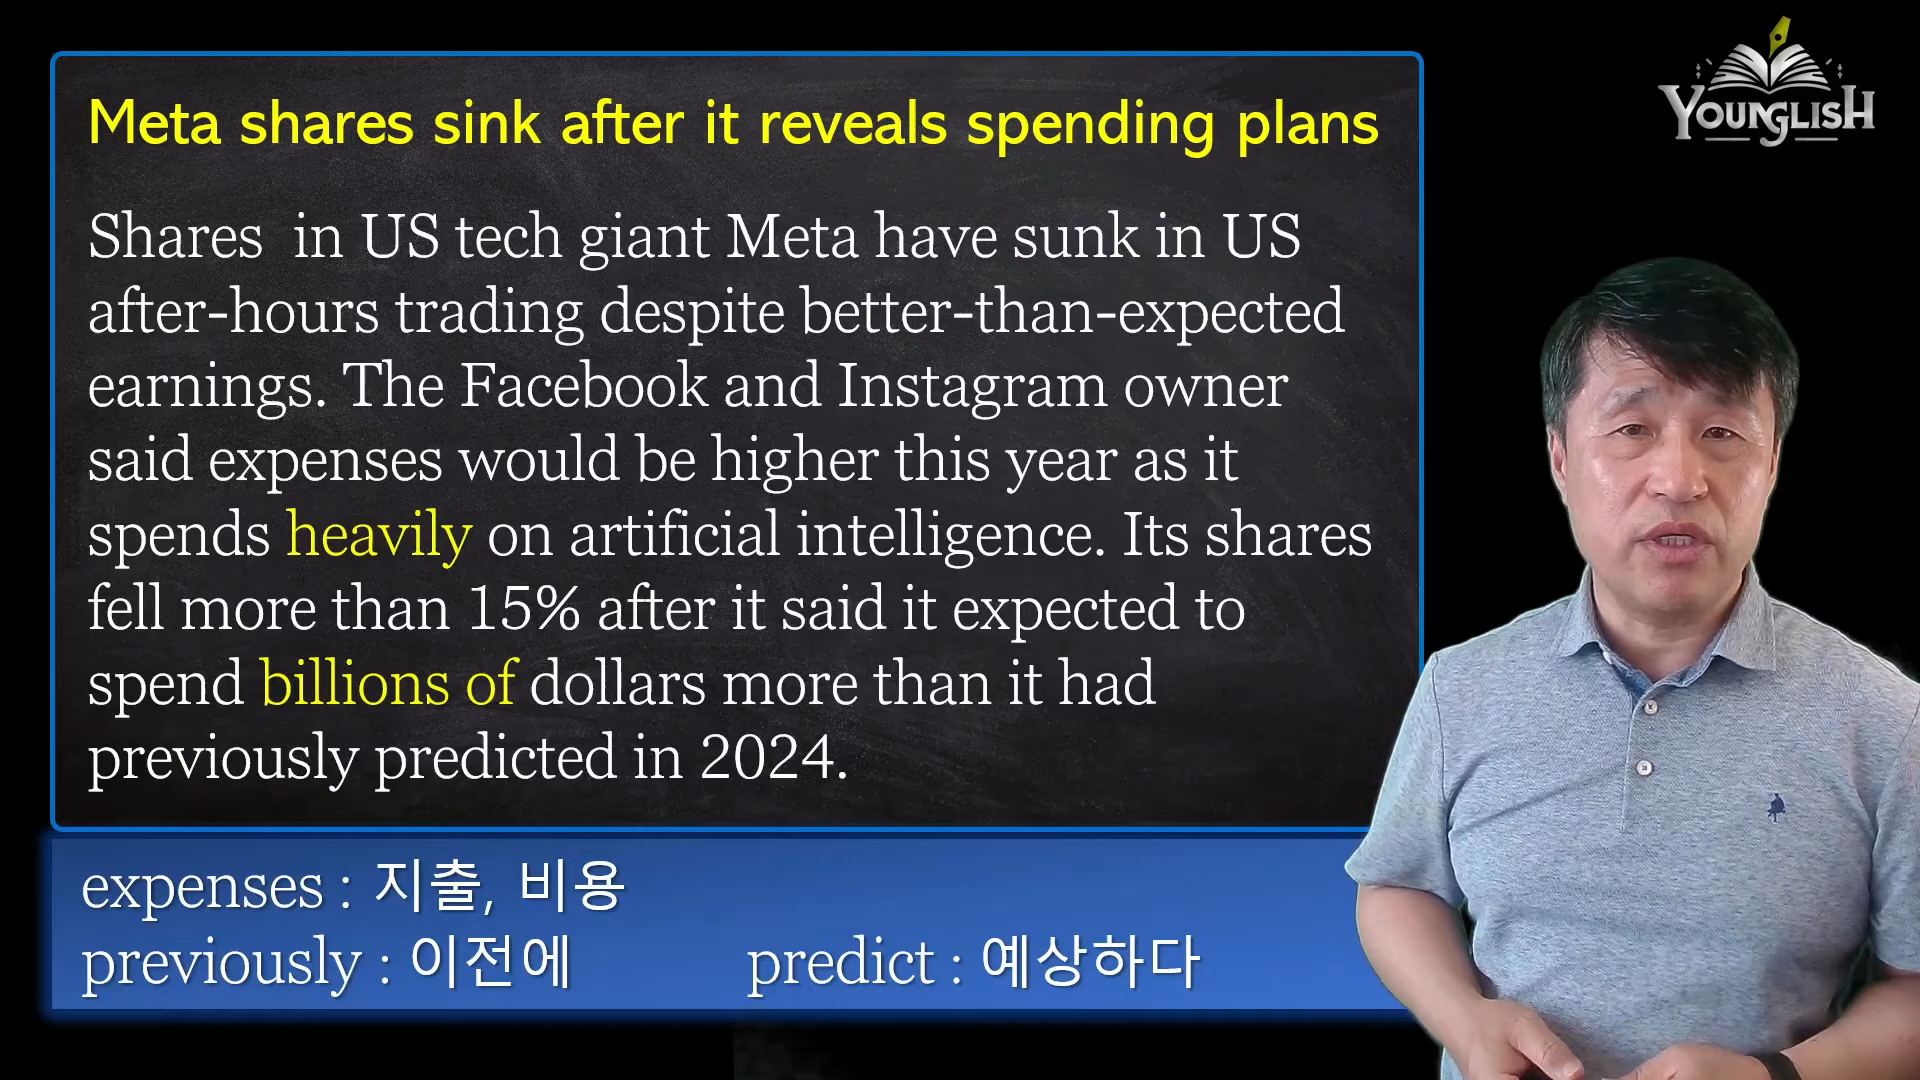 YOUNGLISH
Meta shares sink after it reveals spending plans
Shares in US tech giant Meta have sunk in US
after-hours trading despite better-than-expected
earnings. The Facebook and Instagram owner
said expenses would be higher this year as it
spends heavily on artificial intelligence. Its shares
fell more than 15% after it said it expected to
spend billions of dollars more than it had
previously predicted in 2024.
expenses : 지출, 비용
previously : 이전에 predict : 예상하다